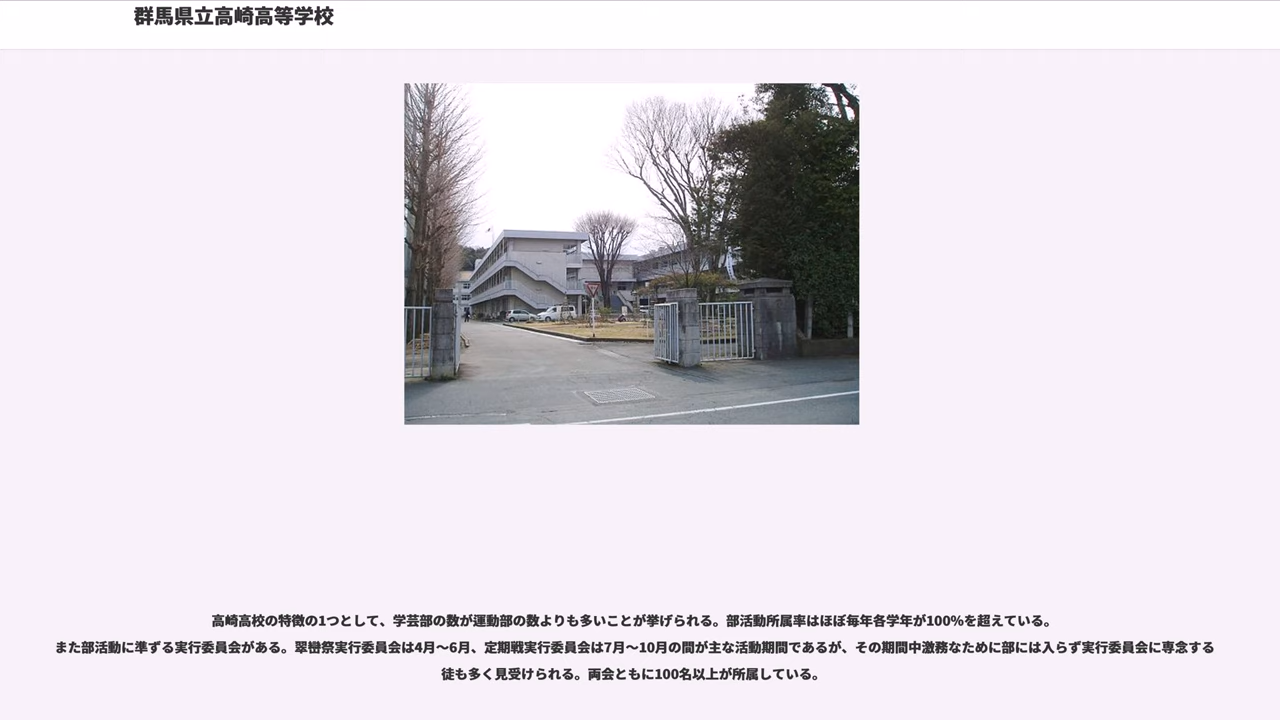 群馬県立高崎高等学校
高崎高校の特徴の1つとして、学芸部の数が運動部の数よりも多いことが挙げられる。部活動所属率はほぼ毎年各学年が100%を超えている。
また部活動に準ずる実行委員会がある。翠巒祭実行委員会は4月〜6月、定期戦実行委員会は7月〜10月の間が主な活動期間であるが、その期間中激務なために部には入らず実行委員会に専念する
徒も多く見受けられる。両会ともに100名以上が所属している。